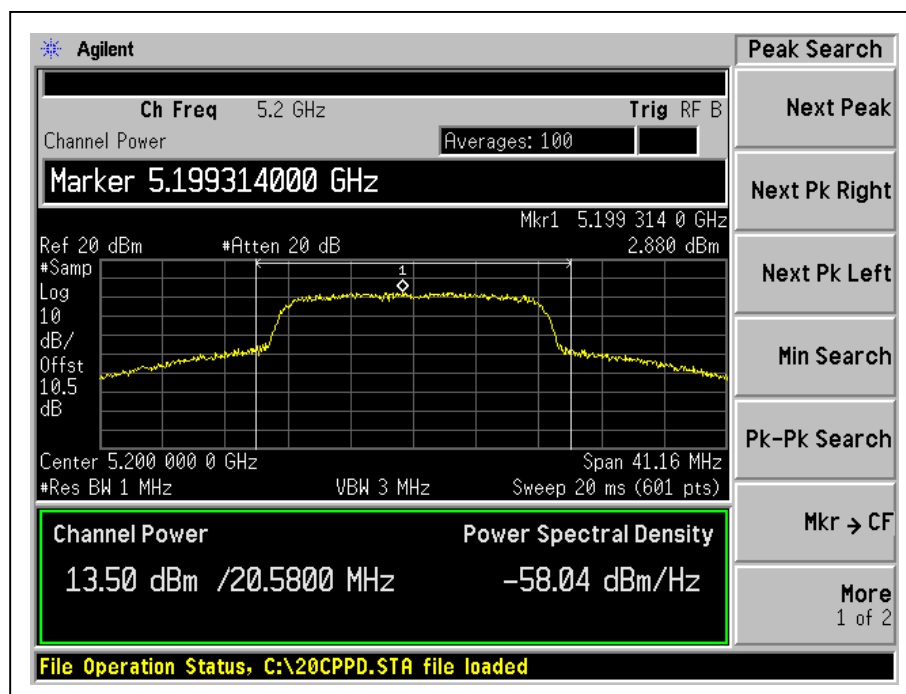 Agilent
Peak Search
Ch Freq 5.2 GHz
Trig RF B
Channel Power
Averages: 100
Marker 5.199314000 GHz
Mkr1 5.199 314 0 GHz
Ref 20 dBm #Atten 20 dB 2.880 dBm
#Samp
Log
10
dB/
Offst
10.5
dB
1
Center 5.200 000 0 GHz Span 41.16 MHz
#Res BW 1 MHz VBW 3 MHz Sweep 20 ms (601 pts)
Channel Power
Power Spectral Density
13.50 dBm /20.5800 MHz
-58.04 dBm/Hz
File Operation Status, C:\20CPPD.STA file loaded
Next Peak
Next Pk Right
Next Pk Left
Min Search
Pk-Pk Search
Mkr → CF
More
1 of 2